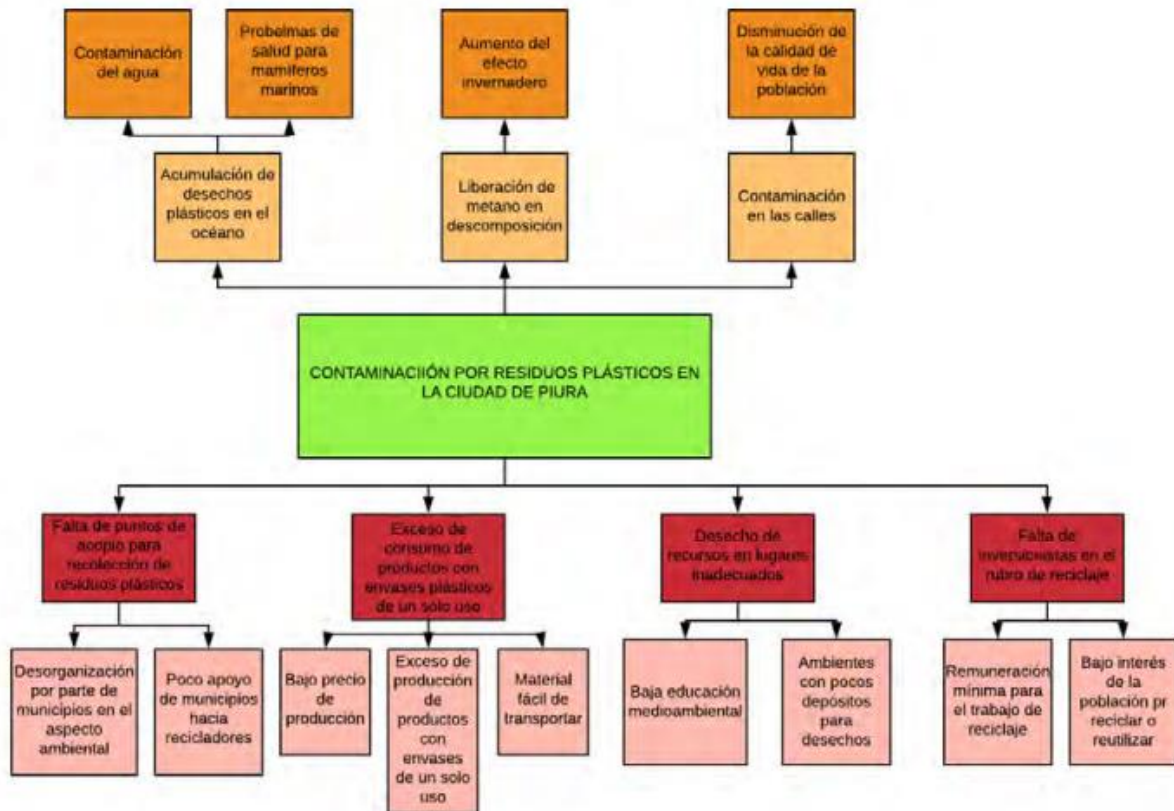 Contaminación
del agua
Probelmas de
salud para
mamíferos
marinos
Aumento del
efecto
invernadero
Disminución de
la calidad de
vida de la
población
Acumulación de
desechos
plásticos en el
océano
Liberación de
metano en
descomposición
Contaminación
en las calles
CONTAMINACIIÓN POR RESIDUOS PLÁSTICOS EN
LA CIUDAD DE PIURA
Falta de puntos de
acopio para
recolección de
residuos plásticos
Exceso de
consumo de
productos con
envases plásticos
de un solo uso
Desecho de
recursos en lugares
inadecuados
Falta de
inversionistas en el
rubro de reciclaje
Desorganización
por parte de
municipios en el
aspecto
ambiental
Poco apoyo
de municipios
hacia
recicladores
Bajo precio
de
producción
Exceso de
producción
de
productos
con
envases de
un solo
uso
Material
fácil de
transportar
Baja educación
medioambiental
Ambientes
con pocos
depósitos
para
desechos
Remuneración
mínima para
el trabajo de
reciclaje
Bajo interés
de la
población pr
reciclar o
reutilizar